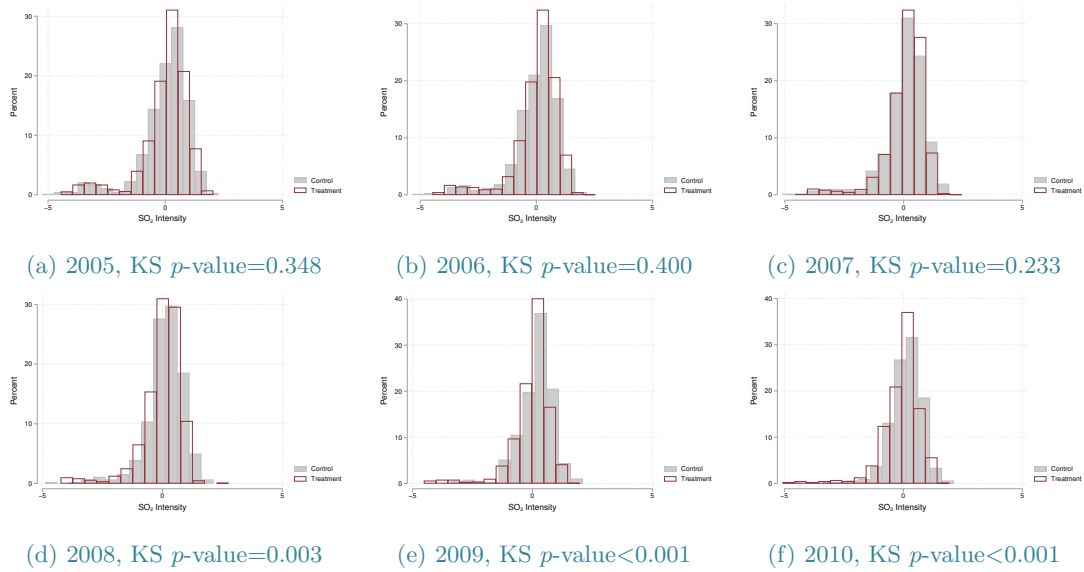 30
20
10
0
Percent
-5
0
5
SO₂ Intensity
Control
Treatment
(a) 2005, KS p-value=0.348
30
20
10
0
Percent
-5
0
5
SO₂ Intensity
Control
Treatment
(b) 2006, KS p-value=0.400
30
20
10
0
Percent
-5
0
5
SO₂ Intensity
Control
Treatment
(c) 2007, KS p-value=0.233
30
20
10
0
Percent
-5
0
5
SO₂ Intensity
Control
Treatment
(d) 2008, KS p-value=0.003
40
30
20
10
0
Percent
-5
0
5
SO₂ Intensity
Control
Treatment
(e) 2009, KS p-value<0.001
40
30
20
10
0
Percent
-5
0
5
SO₂ Intensity
Control
Treatment
(f) 2010, KS p-value<0.001